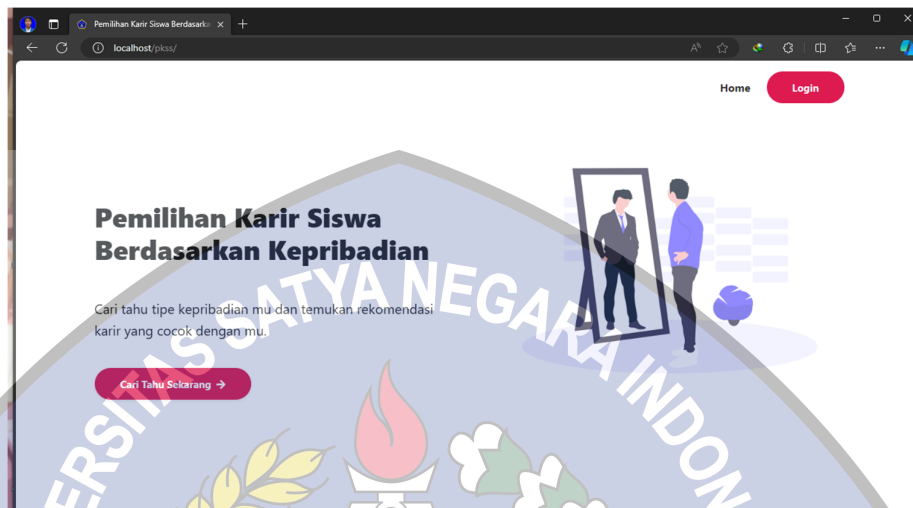 Pemilihan Karir Siswa Berdasarka
localhost/pkss/
Home
Login
Pemilihan Karir Siswa
Berdasarkan Kepribadian
Cari tahu tipe kepribadian mu dan temukan rekomendasi
karir yang cocok dengan mu.
Cari Tahu Sekarang →
ERSITAS SATYA NEGARA INDON